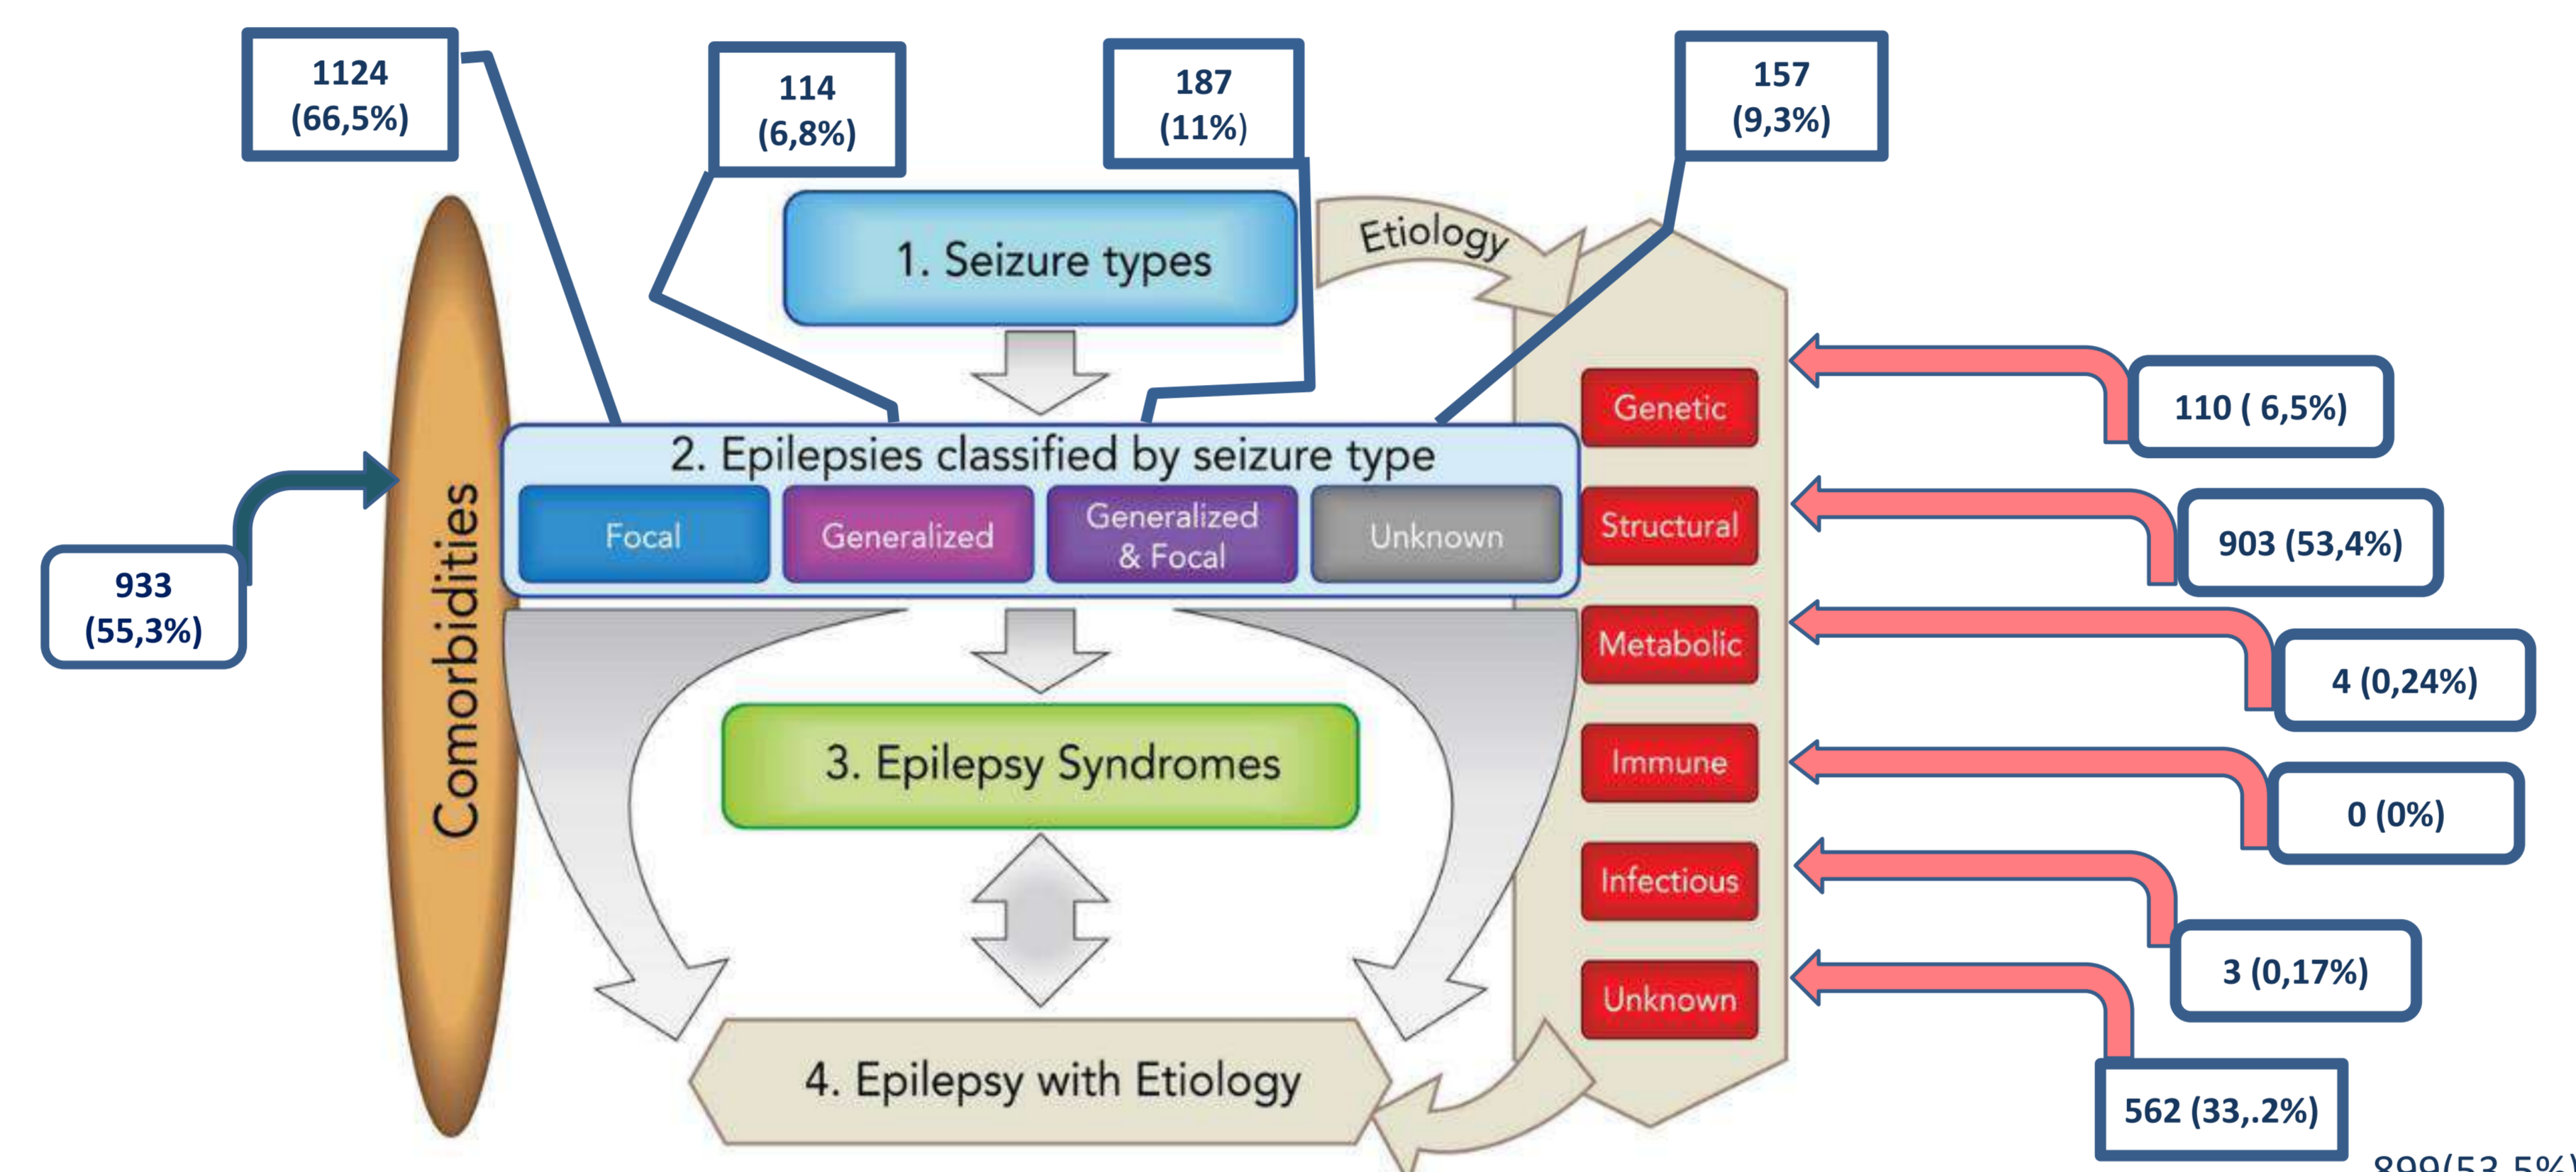 1124
(66,5%)
114
(6,8%)
187
(11%)
157
(9,3%)
1. Seizure types
Etiology
2. Epilepsies classified by seizure type
Focal
Generalized
Generalized
& Focal
Unknown
Comorbidities
933
(55,3%)
3. Epilepsy Syndromes
4. Epilepsy with Etiology
Genetic
Structural
Metabolic
Immune
Infectious
Unknown
110 ( 6,5%)
903 (53,4%)
4 (0,24%)
0 (0%)
3 (0,17%)
562 (33,.2%)
899(53,5%)